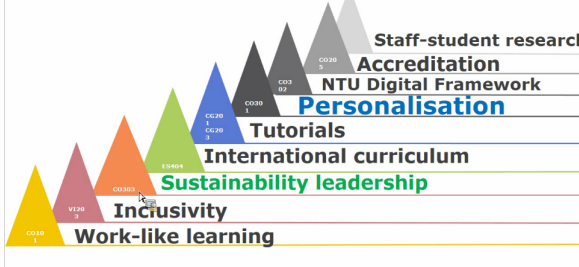 Staff-student research
CO20
5
Accreditation
CO3
02
NTU Digital Framework
CO30
1
Personalisation
CG20
1
CG20
3
Tutorials
ES404
International curriculum
CO303
Sustainability leadership
VI20
3
Inclusivity
CO10
1
Work-like learning